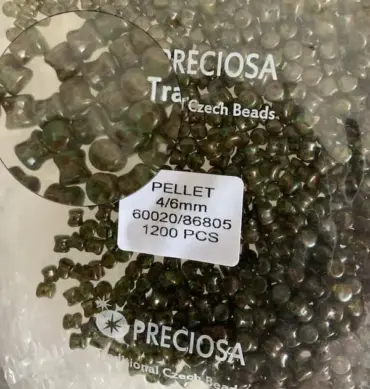 PRECIOSA
Tra
Czech Beads
PELLET
4/6mm
60020/86805
1200 PCS
PRECIOSA
Czech Beads